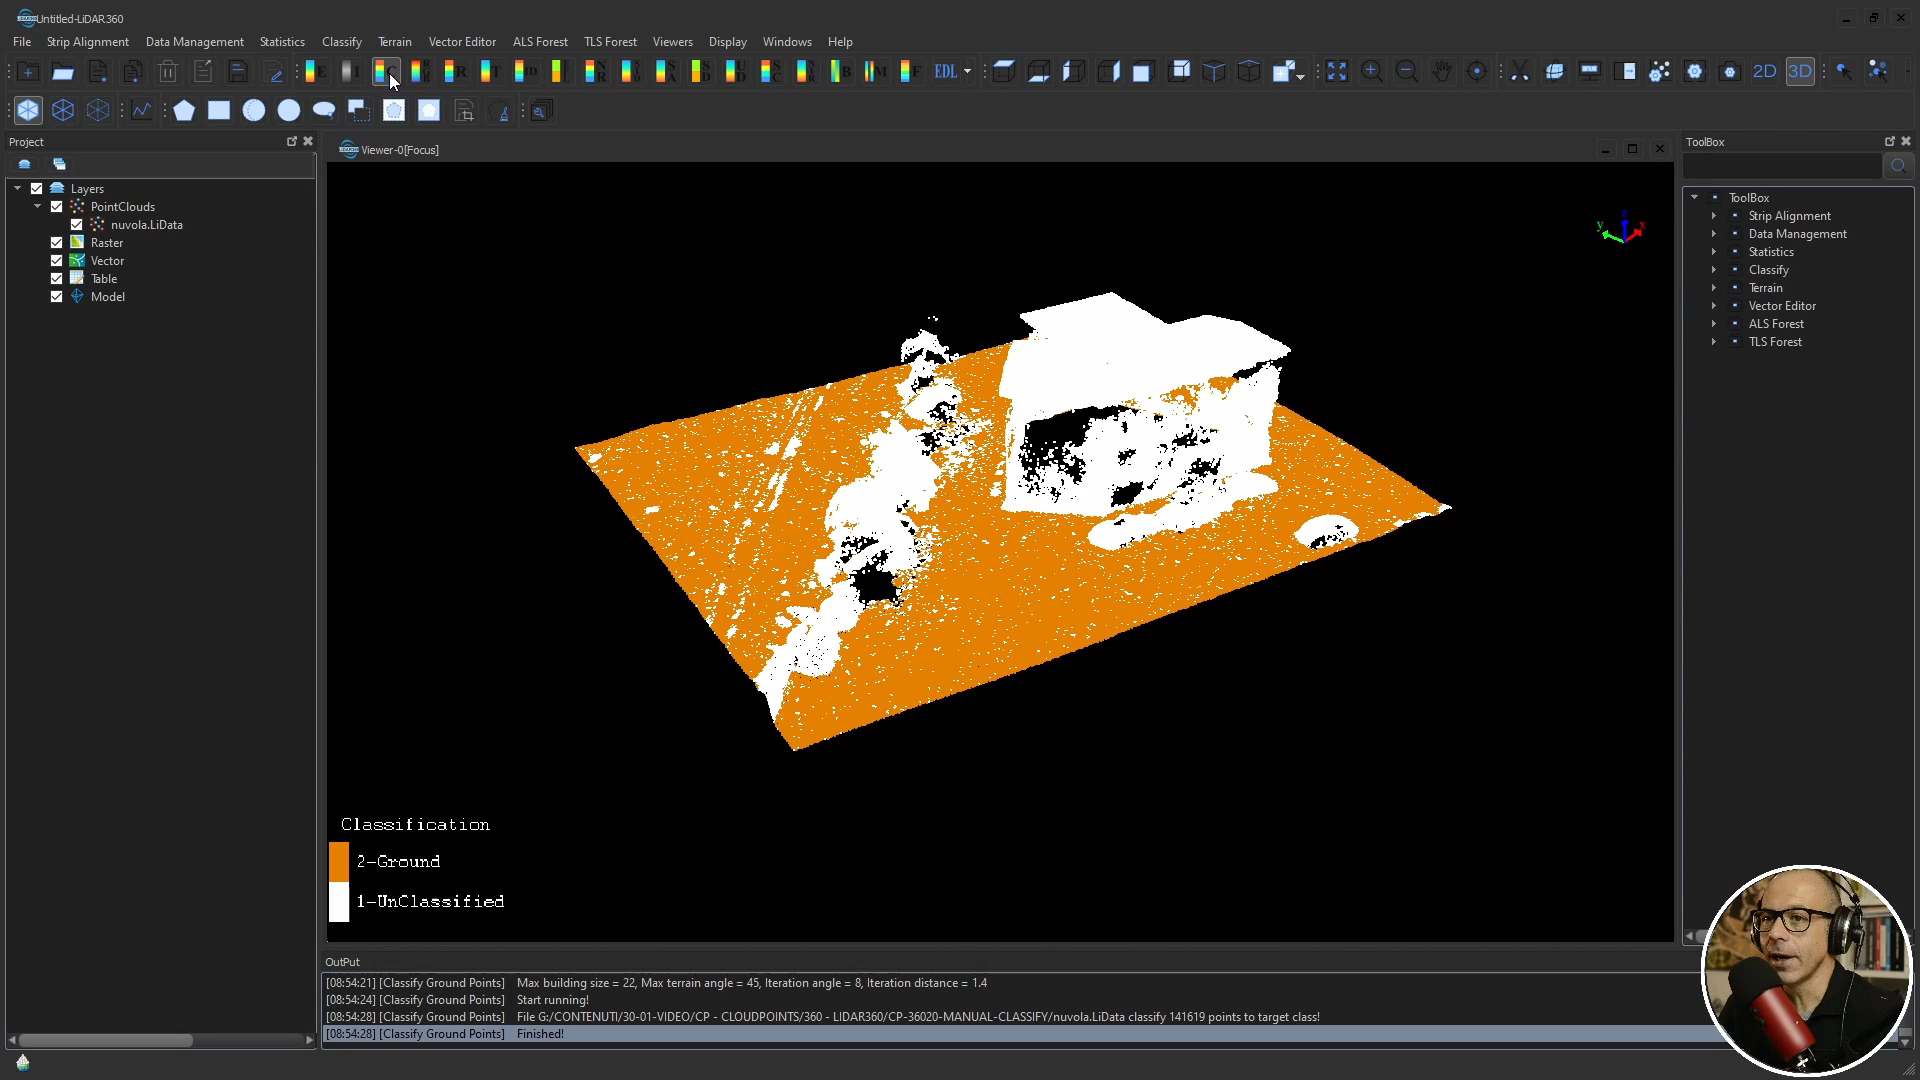 Untitled-LiDAR360
File Strip Alignment Data Management Statistics Classify Terrain Vector Editor ALS Forest TLS Forest Viewers Display Windows Help
EDL 2D 3D
Project
Viewer-0[Focus]
ToolBox
Layers
PointClouds
nuvola.LiData
Raster
Vector
Table
Model
ToolBox
Strip Alignment
Data Management
Statistics
Classify
Terrain
Vector Editor
ALS Forest
TLS Forest
z
y x
Classification
2-Ground
1-UnClassified
OutPut
[08:54:21] [Classify Ground Points] Max building size = 22, Max terrain angle = 45, Iteration angle = 8, Iteration distance = 1.4
[08:54:24] [Classify Ground Points] Start running!
[08:54:28] [Classify Ground Points] File G:/CONTENUTI/30-01-VIDEO/CP - CLOUDPOINTS/360 - LIDAR360/CP-36020-MANUAL-CLASSIFY/nuvola.LiData classify 141619 points to target class!
[08:54:28] [Classify Ground Points] Finished!